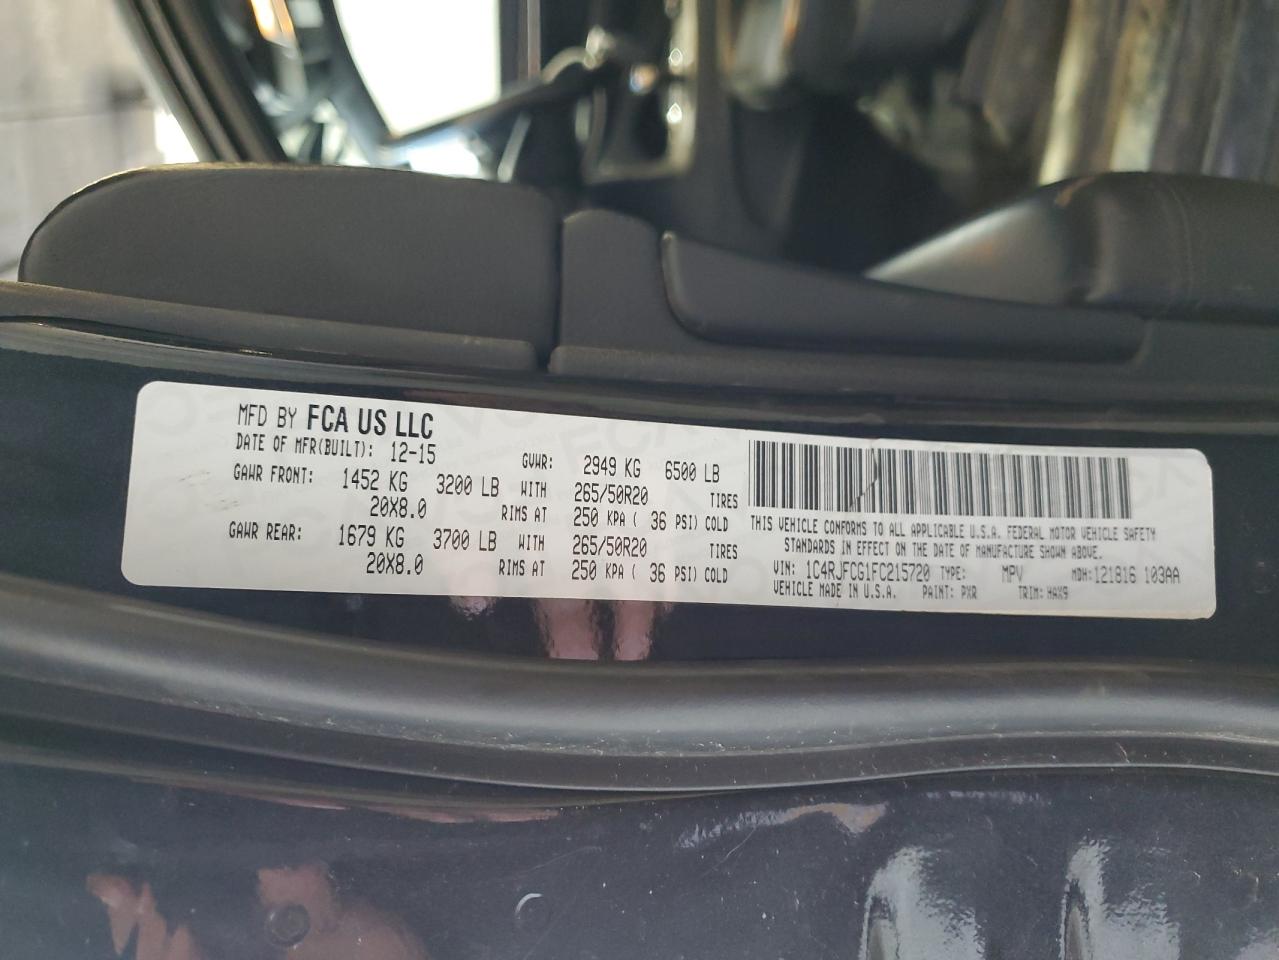 MFD BY FCA US LLC
DATE OF MFR(BUILT): 12-15 GVWR: 2949 KG 6500 LB
GAWR FRONT: 1452 KG 3200 LB WITH 265/50R20 TIRES
20X8.0 RIMS AT 250 KPA ( 36 PSI) COLD
GAWR REAR: 1679 KG 3700 LB WITH 265/50R20 TIRES
20X8.0 RIMS AT 250 KPA ( 36 PSI) COLD
THIS VEHICLE CONFORMS TO ALL APPLICABLE U.S.A. FEDERAL MOTOR VEHICLE SAFETY
STANDARDS IN EFFECT ON THE DATE OF MANUFACTURE SHOWN ABOVE.
VIN: 1C4RJFCG1FC215720 TYPE: MPV MDH:121816 103AA
VEHICLE MADE IN U.S.A. PAINT: PXR TRIM:HAX9